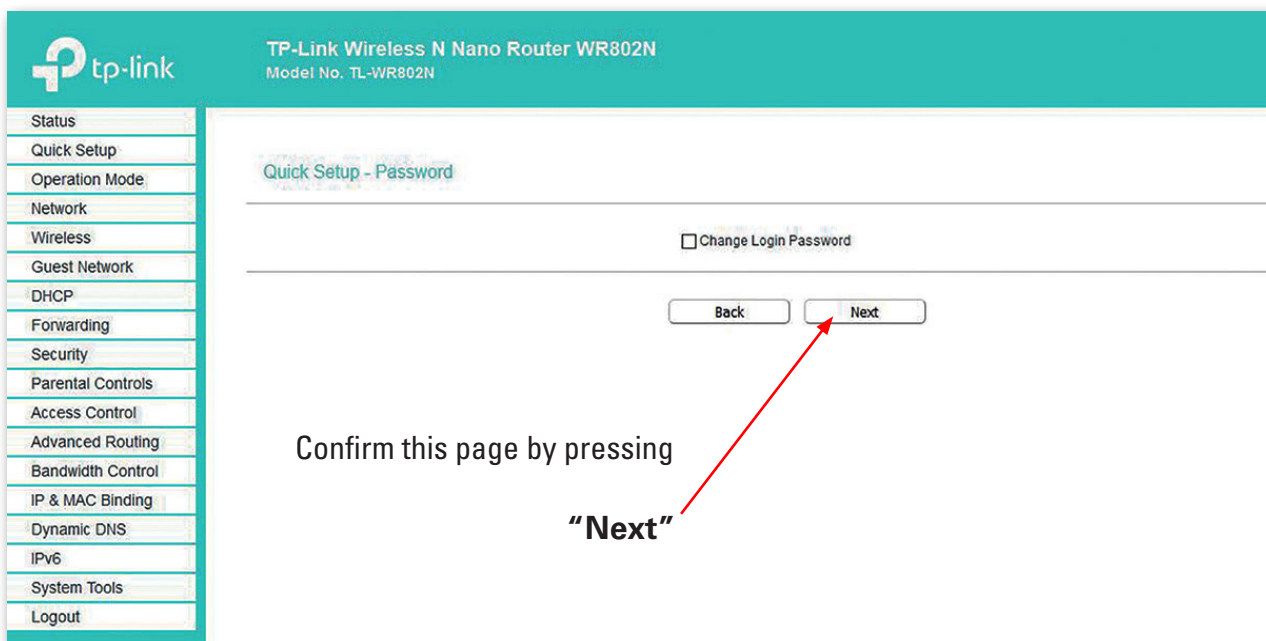 tp-link
TP-Link Wireless N Nano Router WR802N
Model No. TL-WR802N
Status
Quick Setup
Operation Mode
Network
Wireless
Guest Network
DHCP
Forwarding
Security
Parental Controls
Access Control
Advanced Routing
Bandwidth Control
IP & MAC Binding
Dynamic DNS
IPv6
System Tools
Logout
Quick Setup - Password
Change Login Password
Back Next
Confirm this page by pressing
“Next”